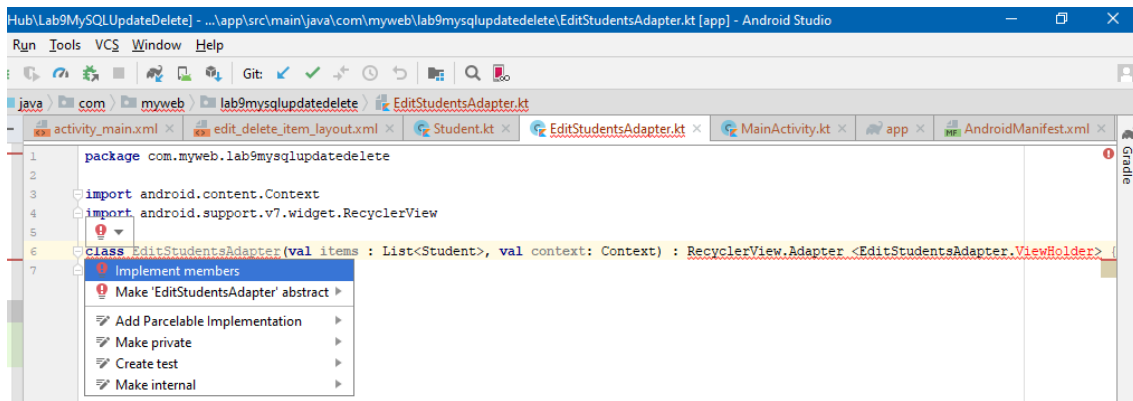 Hub\Lab9MySQLUpdateDelete] - ...\app\src\main\java\com\myweb\lab9mysqlupdatedelete\EditStudentsAdapter.kt [app] - Android Studio
Run Tools VCS Window Help
Git:
java com myweb lab9mysqlupdatedelete EditStudentsAdapter.kt
activity_main.xml edit_delete_item_layout.xml Student.kt EditStudentsAdapter.kt MainActivity.kt app AndroidManifest.xml
Gradle
1 package com.myweb.lab9mysqlupdatedelete
2
3 import android.content.Context
4 import android.support.v7.widget.RecyclerView
5
6 class EditStudentsAdapter(val items : List<Student>, val context: Context) : RecyclerView.Adapter <EditStudentsAdapter.ViewHolder> {
7
Implement members
Make 'EditStudentsAdapter' abstract
Add Parcelable Implementation
Make private
Create test
Make internal